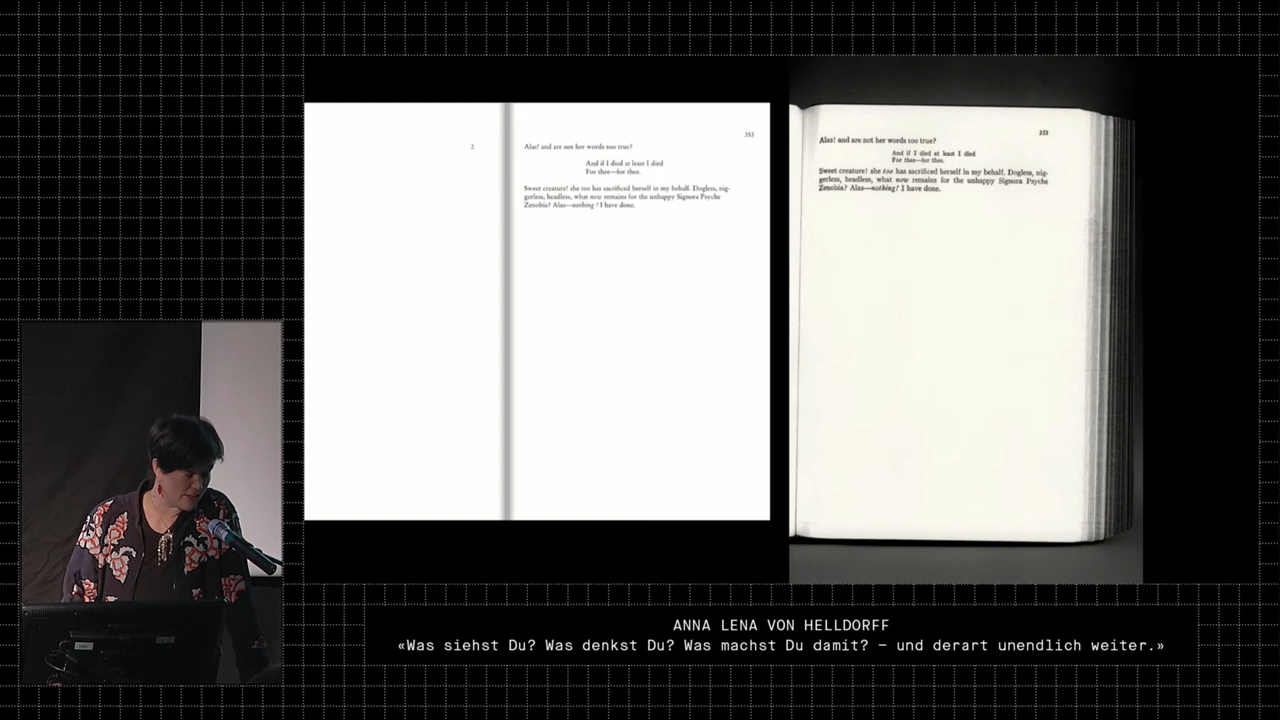 2
353
Alas! and are not her words too true?
And if I died at least I died
For thee—for thee.
Sweet creature! she too has sacrificed herself in my behalf. Dogless, nig-
gerless, headless, what now remains for the unhappy Signora Psyche
Zenobia? Alas—nothing! I have done.
353
Alas! and are not her words too true?
And if I died at least I died
For thee—for thee.
Sweet creature! she too has sacrificed herself in my behalf. Dogless, nig-
gerless, headless, what now remains for the unhappy Signora Psyche
Zenobia? Alas—nothing! I have done.
ANNA LENA VON HELLDORFF
«Was siehst Du? Was denkst Du? Was machst Du damit? – und derart unendlich weiter.»